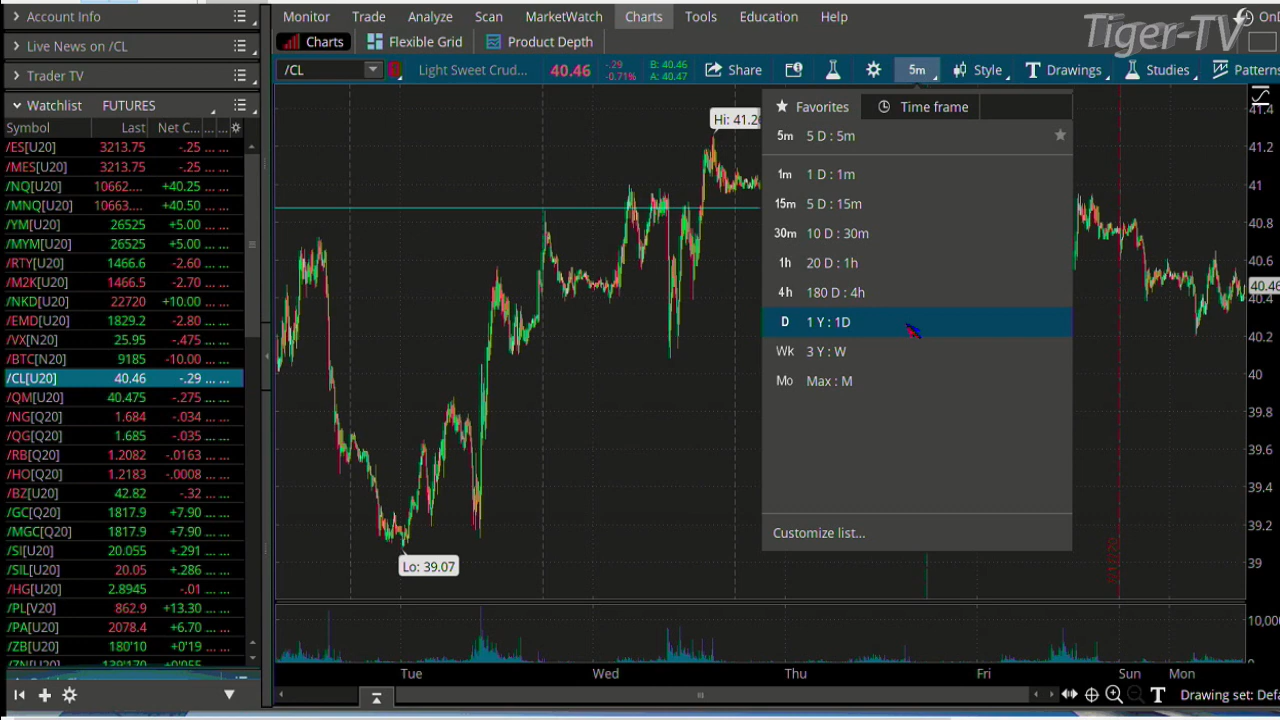 Account Info
Live News on /CL
Trader TV
Watchlist FUTURES
Symbol Last Net C... ... ...
/ES[U20] 3213.75 -.25 ... ...
/MES[U20] 3213.75 -.25 ... ...
/NQ[U20] 10662.... +40.25 ... ...
/MNQ[U20] 10663.... +40.50 ... ...
/YM[U20] 26525 +5.00 ... ...
/MYM[U20] 26525 +5.00 ... ...
/RTY[U20] 1466.6 -2.60 ... ...
/M2K[U20] 1466.5 -2.70 ... ...
/NKD[U20] 22720 +10.00 ... ...
/EMD[U20] 1829.2 -2.80 ... ...
/VX[N20] 25.95 -.475 ... ...
/BTC[N20] 9185 -10.00 ... ...
/CL[U20] 40.46 -.29 ... ...
/QM[U20] 40.475 -.275 ... ...
/NG[Q20] 1.684 -.034 ... ...
/QG[Q20] 1.685 -.035 ... ...
/RB[Q20] 1.2082 -.0163 ... ...
/HO[Q20] 1.2183 -.0008 ... ...
/BZ[U20] 42.82 -.32 ... ...
/GC[Q20] 1817.9 +7.90 ... ...
/MGC[Q20] 1817.9 +7.90 ... ...
/SI[U20] 20.055 +.291 ... ...
/SIL[U20] 20.05 +.286 ... ...
/HG[U20] 2.8945 -.01 ... ...
/PL[V20] 862.9 +13.30 ... ...
/PA[U20] 2078.4 +6.70 ... ...
/ZB[U20] 180'10 +0'19 ... ...
/ZN[U20] 139'170 +0'055 ... ...
Monitor Trade Analyze Scan MarketWatch Charts Tools Education Help
Tiger-TV
Charts Flexible Grid Product Depth
/CL Light Sweet Crud... 40.46 -.29 -0.71% B: 40.46 A: 40.47 Share 5m Style Drawings Studies Patterns
Favorites Time frame
5m 5 D : 5m
1m 1 D : 1m
15m 5 D : 15m
30m 10 D : 30m
1h 20 D : 1h
4h 180 D : 4h
D 1 Y : 1D
Wk 3 Y : W
Mo Max : M
Customize list...
Hi: 41.2
Lo: 39.07
41.4
41.2
41
40.8
40.6
40.46
40.4
40.2
40
39.8
39.6
39.4
39.2
39
10,000
Tue Wed Thu Fri Sun Mon
Drawing set: Defa